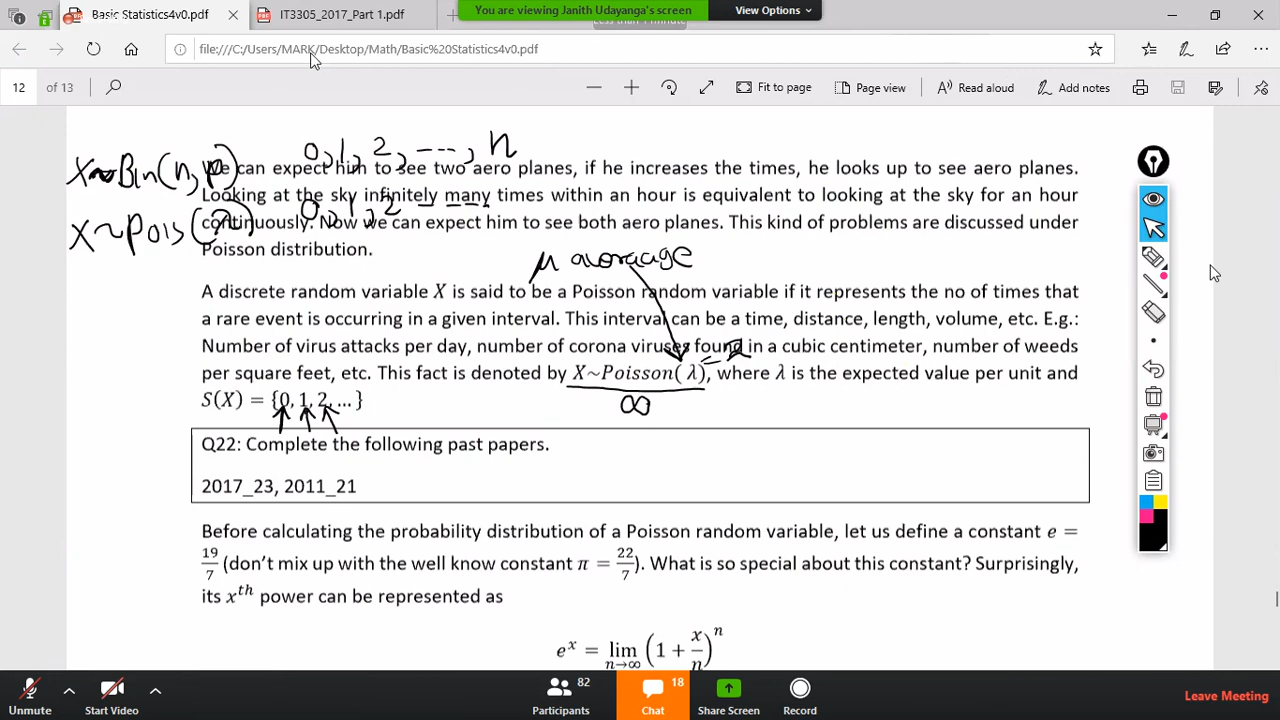 Basic Statistics4v0.pdf
IT3305_2017_Part 1.pdf
You are viewing Janith Udayanga's screen
View Options
file:///C:/Users/MARK/Desktop/Math/Basic%20Statistics4v0.pdf
12 of 13
Fit to page
Page view
Read aloud
Add notes
0, 1, 2, ---, n
X~Bin(n, p)
We can expect him to see two aero planes, if he increases the times, he looks up to see aero planes.
Looking at the sky infinitely many times within an hour is equivalent to looking at the sky for an hour
0, 1, 2
X~Pois(λ)
continuously. Now we can expect him to see both aero planes. This kind of problems are discussed under
Poisson distribution.
μ average
A discrete random variable X is said to be a Poisson random variable if it represents the no of times that
a rare event is occurring in a given interval. This interval can be a time, distance, length, volume, etc. E.g.:
Number of virus attacks per day, number of corona viruses found in a cubic centimeter, number of weeds
per square feet, etc. This fact is denoted by X~Poisson( λ), where λ is the expected value per unit and
S(X) = {0, 1, 2, … }
∞
Q22: Complete the following past papers.
2017_23, 2011_21
Before calculating the probability distribution of a Poisson random variable, let us define a constant e =
19/7 (don't mix up with the well know constant π = 22/7). What is so special about this constant? Surprisingly,
its xᵗʰ power can be represented as
eˣ = lim n→∞ (1 + x/n)ⁿ
Unmute
Start Video
Participants
82
Chat
18
Share Screen
Record
Leave Meeting